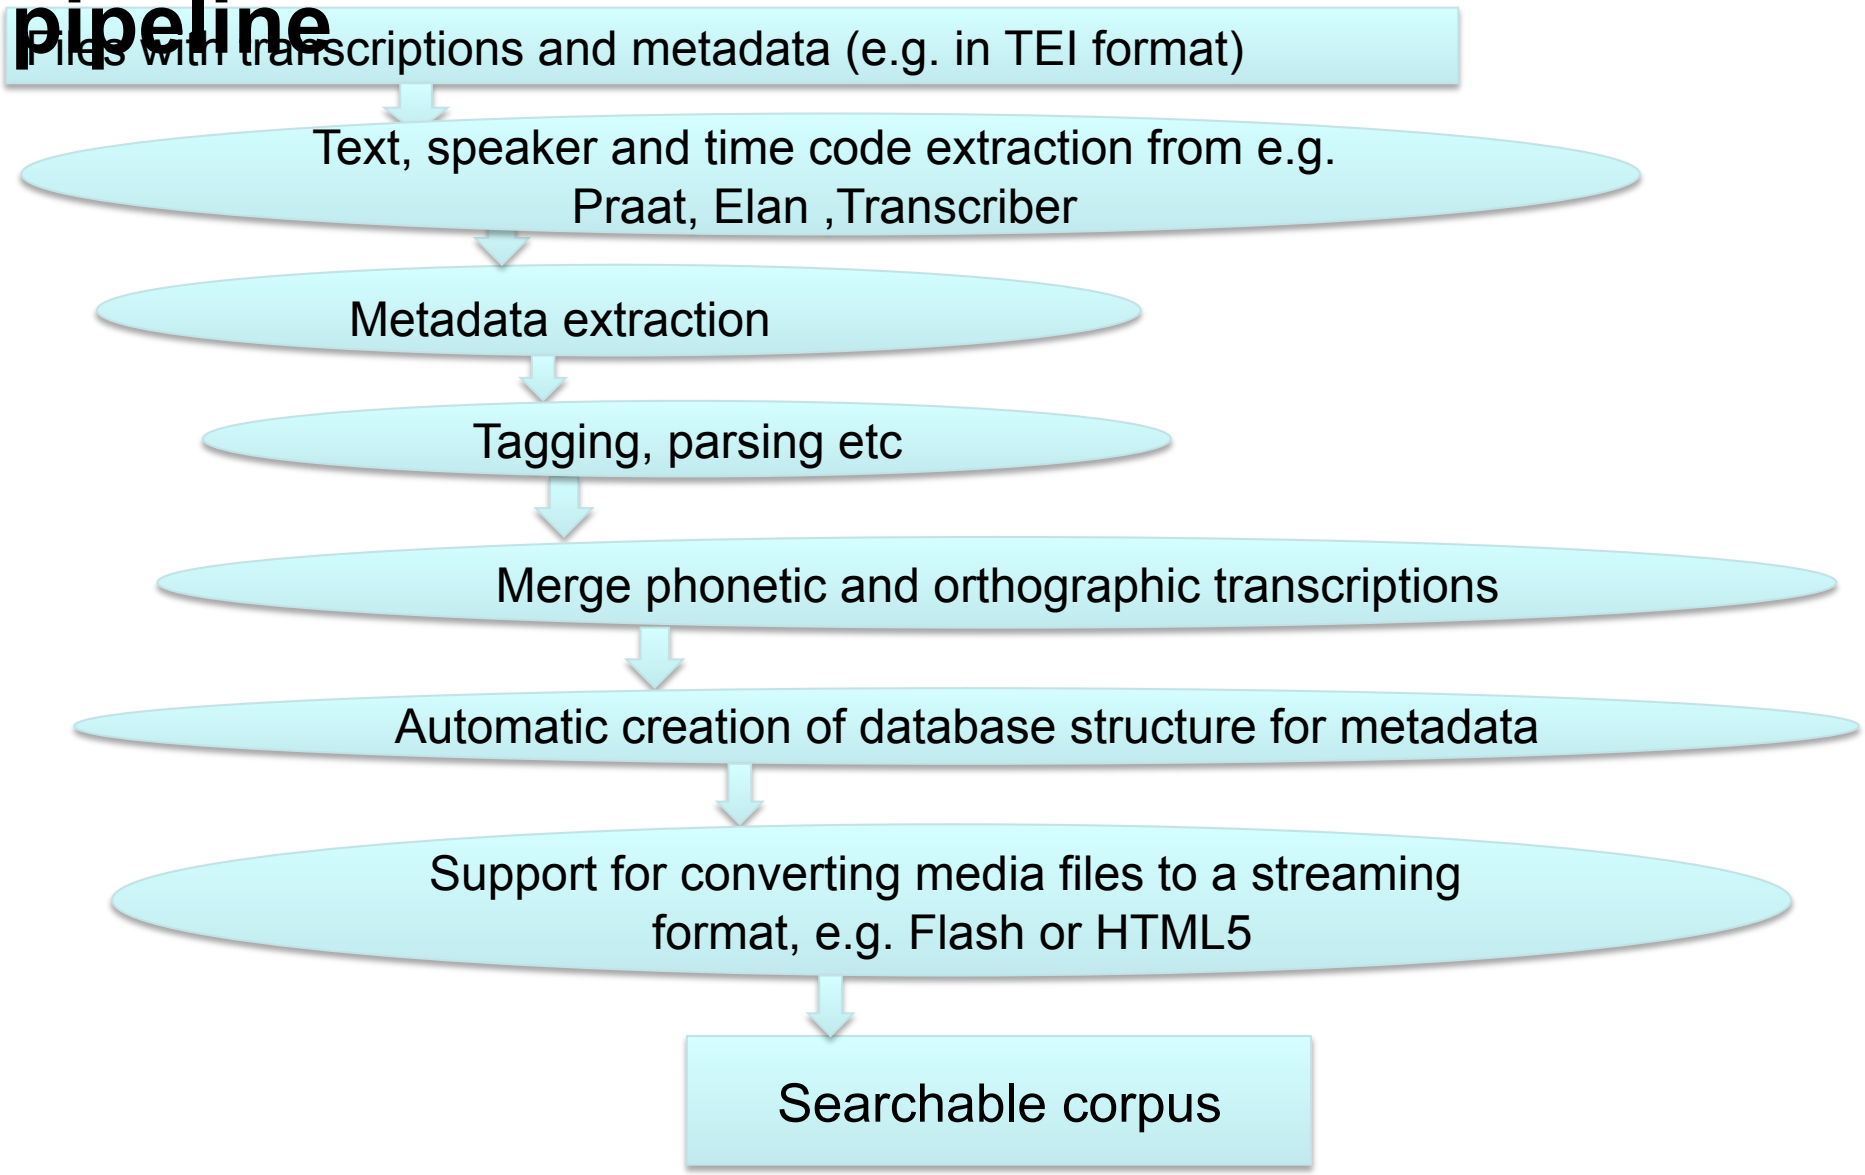 pipeline
Files with transcriptions and metadata (e.g. in TEI format)
Text, speaker and time code extraction from e.g.
Praat, Elan ,Transcriber
Metadata extraction
Tagging, parsing etc
Merge phonetic and orthographic transcriptions
Automatic creation of database structure for metadata
Support for converting media files to a streaming
format, e.g. Flash or HTML5
Searchable corpus